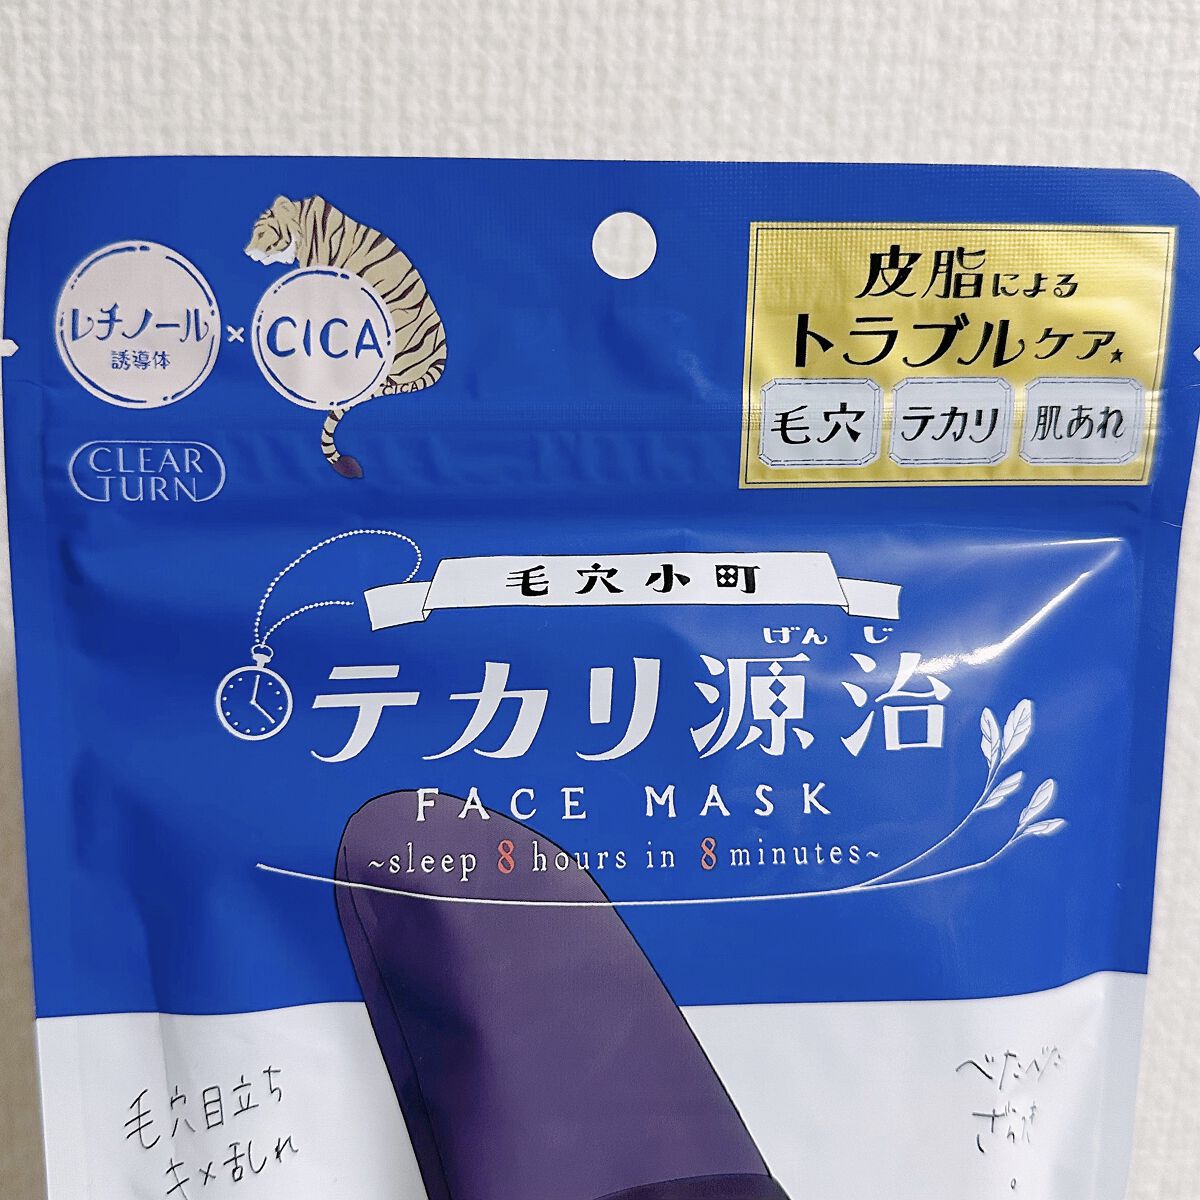 レチノール
誘導体
×
CICA
CICA
皮脂による
トラブルケア★
毛穴
テカリ
肌あれ
CLEAR
TURN
毛穴小町
げんじ
テカリ源治
FACE MASK
~sleep 8 hours in 8 minutes~
毛穴目立ち
キメ乱れ
べたべた